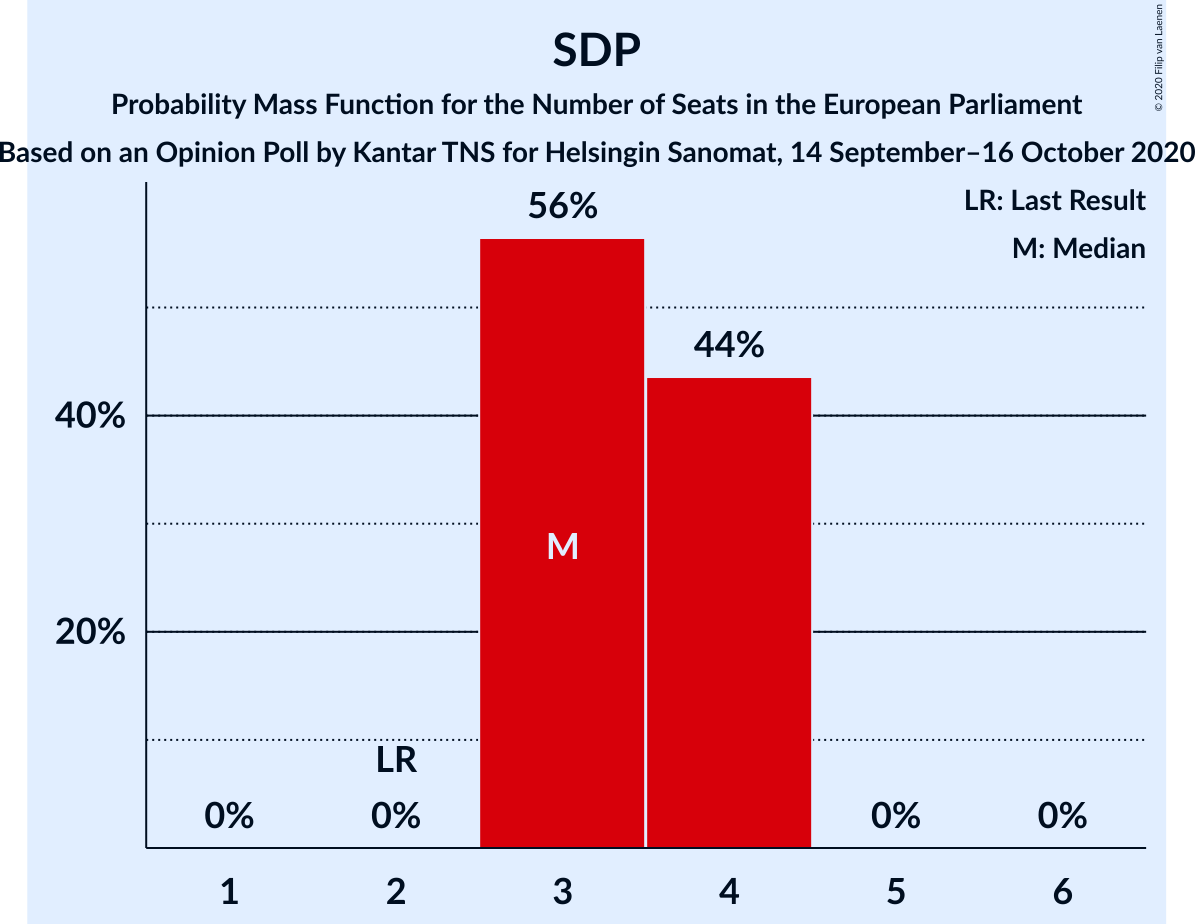 SDP
Probability Mass Function for the Number of Seats in the European Parliament
Based on an Opinion Poll by Kantar TNS for Helsingin Sanomat, 14 September–16 October 2020
© 2020 Filip van Laenen
LR: Last Result
M: Median
56%
44%
40%
M
20%
LR
0%
0%
0%
0%
1
2
3
4
5
6